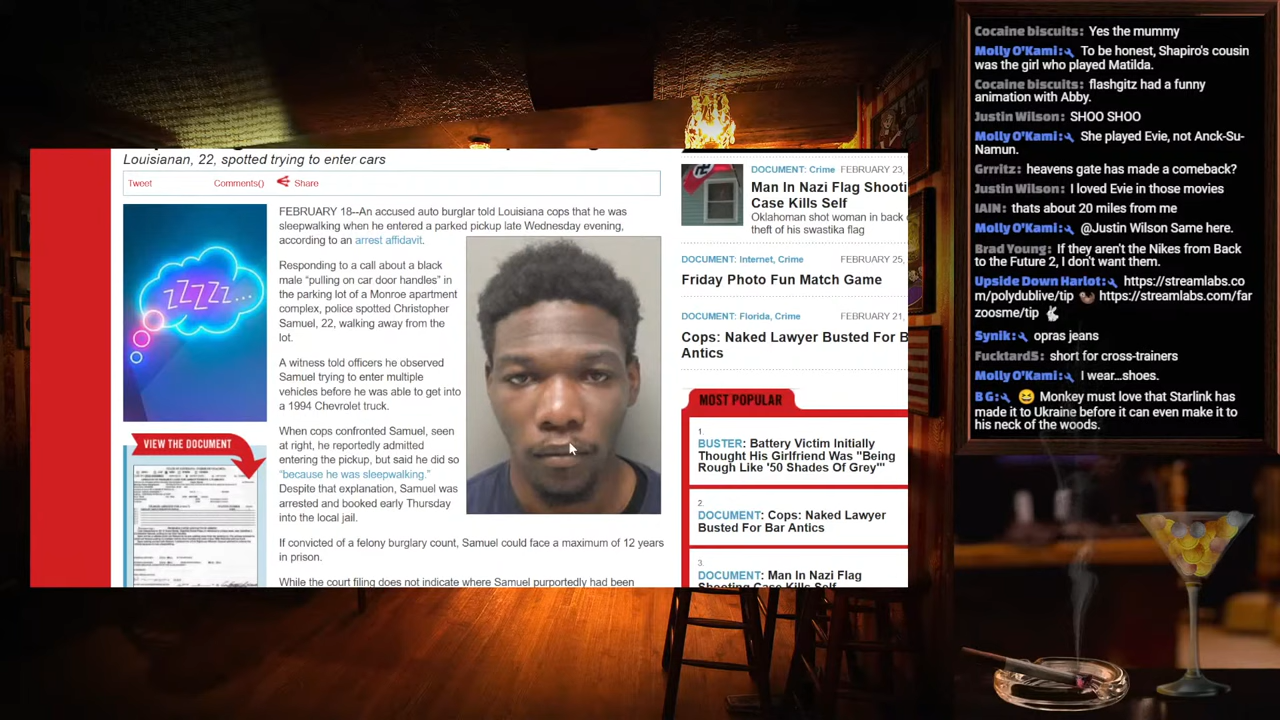 Louisianan, 22, spotted trying to enter cars
Tweet
Comments()
Share
ZZZZZ...
FEBRUARY 18--An accused auto burglar told Louisiana cops that he was
sleepwalking when he entered a parked pickup late Wednesday evening,
according to an arrest affidavit.
Responding to a call about a black
male “pulling on car door handles” in
the parking lot of a Monroe apartment
complex, police spotted Christopher
Samuel, 22, walking away from the
lot.
A witness told officers he observed
Samuel trying to enter multiple
vehicles before he was able to get into
a 1994 Chevrolet truck.
When cops confronted Samuel, seen
at right, he reportedly admitted
entering the pickup, but said he did so
“because he was sleepwalking.”
Despite that explanation, Samuel was
arrested and booked early Thursday
into the local jail.
If convicted of a felony burglary count, Samuel could face a maximum of 12 years
in prison.
While the court filing does not indicate where Samuel purportedly had been
VIEW THE DOCUMENT
DOCUMENT: Crime
FEBRUARY 23,
Man In Nazi Flag Shooti
Case Kills Self
Oklahoman shot woman in back o
theft of his swastika flag
DOCUMENT: Internet, Crime
FEBRUARY 25,
Friday Photo Fun Match Game
DOCUMENT: Florida, Crime
FEBRUARY 21,
Cops: Naked Lawyer Busted For B
Antics
MOST POPULAR
1.
BUSTER: Battery Victim Initially
Thought His Girlfriend Was "Being
Rough Like '50 Shades Of Grey'"
2.
DOCUMENT: Cops: Naked Lawyer
Busted For Bar Antics
3.
DOCUMENT: Man In Nazi Flag
Shooting Case Kills Self
Cocaine biscuits: Yes the mummy
Molly O'Kami: To be honest, Shapiro's cousin
was the girl who played Matilda.
Cocaine biscuits: flashgitz had a funny
animation with Abby.
Justin Wilson: SHOO SHOO
Molly O'Kami: She played Evie, not Anck-Su-
Namun.
Grrritz: heavens gate has made a comeback?
Justin Wilson: I loved Evie in those movies
IAIN: thats about 20 miles from me
Molly O'Kami: @Justin Wilson Same here.
Brad Young: If they aren't the Nikes from Back
to the Future 2, I don't want them.
Upside Down Harlot: https://streamlabs.co
m/polydublive/tip https://streamlabs.com/far
zoosme/tip
Synik: opras jeans
FucktardS: short for cross-trainers
Molly O'Kami: I wear...shoes.
BG: 😆 Monkey must love that Starlink has
made it to Ukraine before it can even make it to
his neck of the woods.